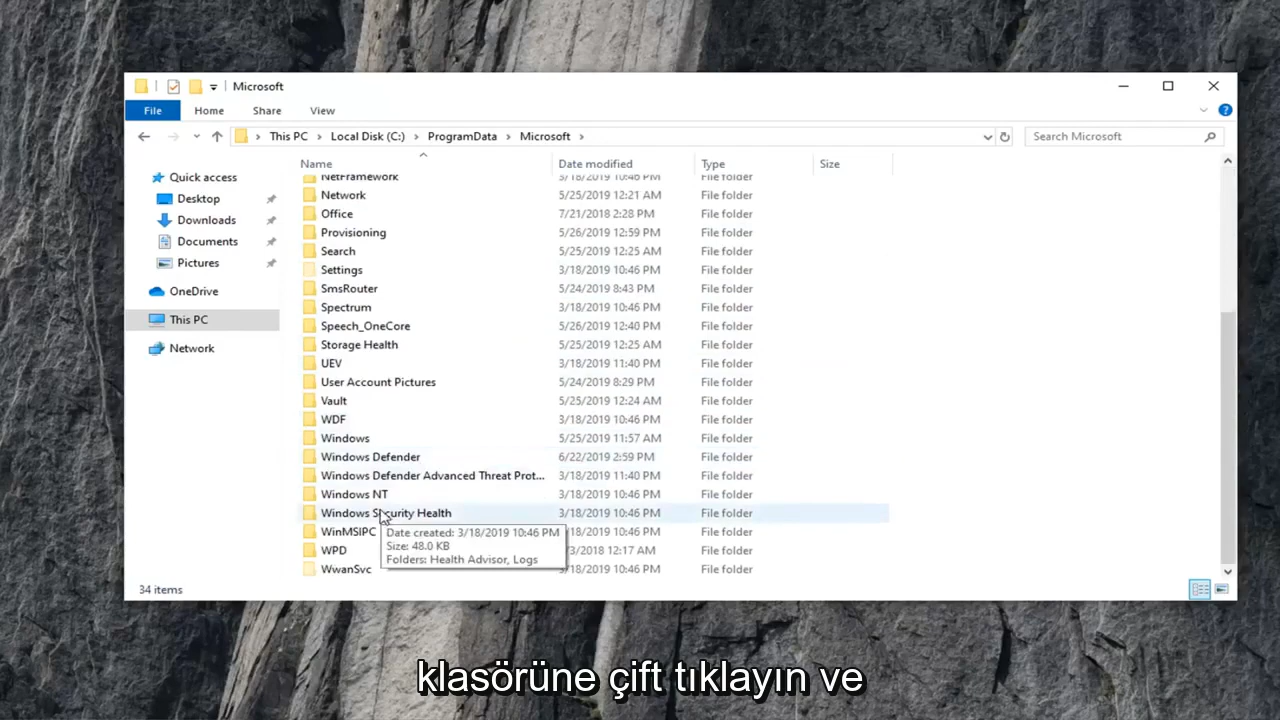 Microsoft
File Home Share View
This PC > Local Disk (C:) > ProgramData > Microsoft >
Search Microsoft
Name Date modified Type Size
NetFramework 3/18/2019 10:46 PM File folder
Network 5/25/2019 12:21 AM File folder
Office 7/21/2018 2:28 PM File folder
Provisioning 5/26/2019 12:59 PM File folder
Search 5/25/2019 12:25 AM File folder
Settings 3/18/2019 10:46 PM File folder
SmsRouter 5/24/2019 8:43 PM File folder
Spectrum 3/18/2019 10:46 PM File folder
Speech_OneCore 5/26/2019 12:40 PM File folder
Storage Health 5/25/2019 12:25 AM File folder
UEV 3/18/2019 11:40 PM File folder
User Account Pictures 5/24/2019 8:29 PM File folder
Vault 5/25/2019 12:24 AM File folder
WDF 3/18/2019 10:46 PM File folder
Windows 5/25/2019 11:57 AM File folder
Windows Defender 6/22/2019 2:59 PM File folder
Windows Defender Advanced Threat Prot... 3/18/2019 11:40 PM File folder
Windows NT 3/18/2019 10:46 PM File folder
Windows Security Health 3/18/2019 10:46 PM File folder
WinMSIPC 10:46 PM File folder
WPD /3/2018 12:17 AM File folder
WwanSvc 3/18/2019 10:46 PM File folder
Date created: 3/18/2019 10:46 PM
Size: 48.0 KB
Folders: Health Advisor, Logs
Quick access
Desktop
Downloads
Documents
Pictures
OneDrive
This PC
Network
34 items
klasörüne çift tıklayın ve